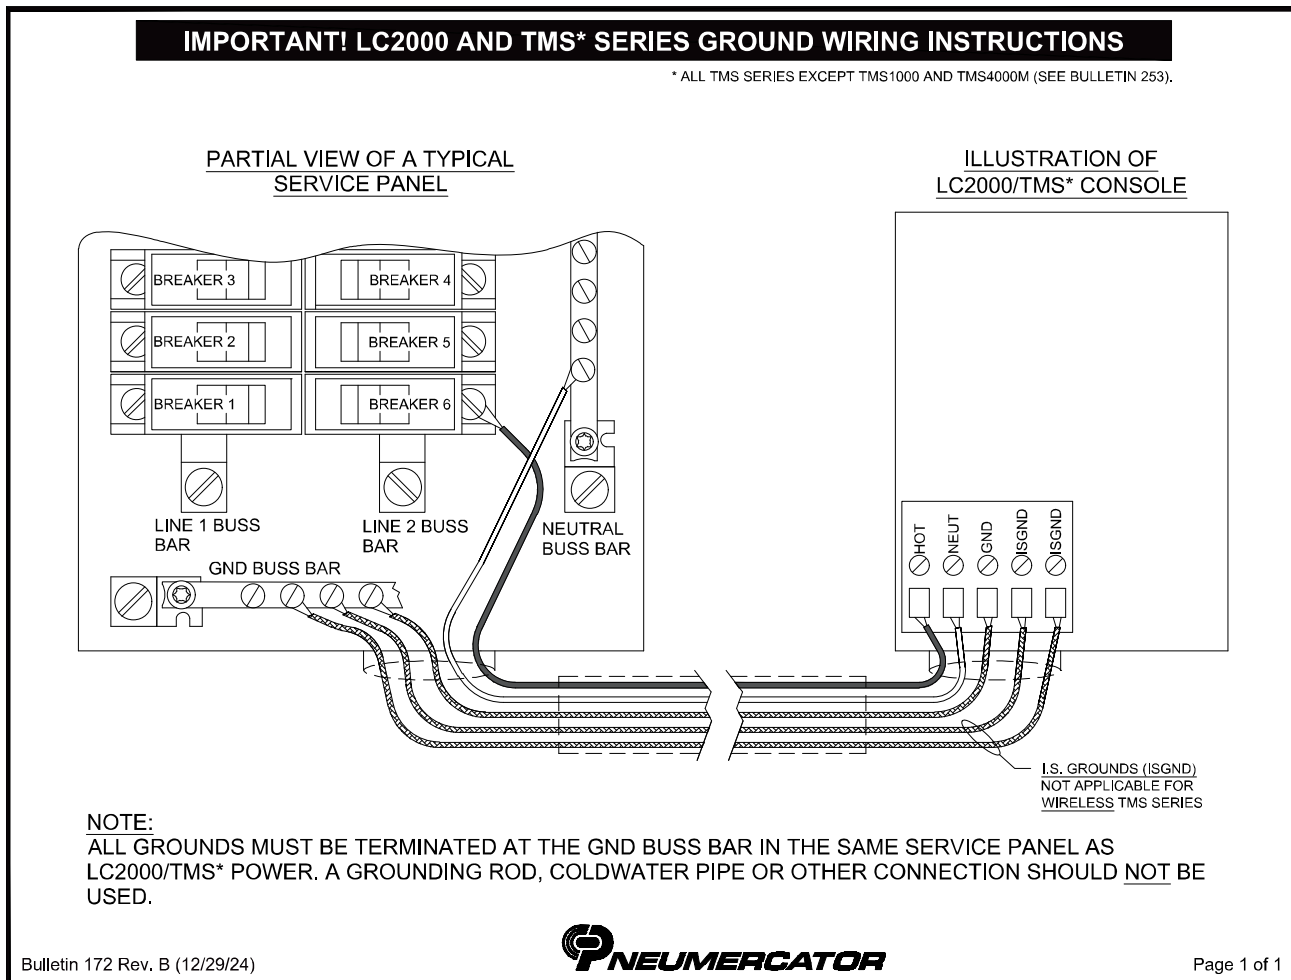 IMPORTANT! LC2000 AND TMS* SERIES GROUND WIRING INSTRUCTIONS
* ALL TMS SERIES EXCEPT TMS1000 AND TMS4000M (SEE BULLETIN 253).
PARTIAL VIEW OF A TYPICAL
SERVICE PANEL
ILLUSTRATION OF
LC2000/TMS* CONSOLE
BREAKER 3
BREAKER 4
BREAKER 2
BREAKER 5
BREAKER 1
BREAKER 6
LINE 1 BUSS
BAR
LINE 2 BUSS
BAR
NEUTRAL
BUSS BAR
GND BUSS BAR
HOT
NEUT
GND
ISGND
ISGND
I.S. GROUNDS (ISGND)
NOT APPLICABLE FOR
WIRELESS TMS SERIES
NOTE:
ALL GROUNDS MUST BE TERMINATED AT THE GND BUSS BAR IN THE SAME SERVICE PANEL AS
LC2000/TMS* POWER. A GROUNDING ROD, COLDWATER PIPE OR OTHER CONNECTION SHOULD NOT BE
USED.
Bulletin 172 Rev. B (12/29/24)
PNEUMERCATOR
Page 1 of 1